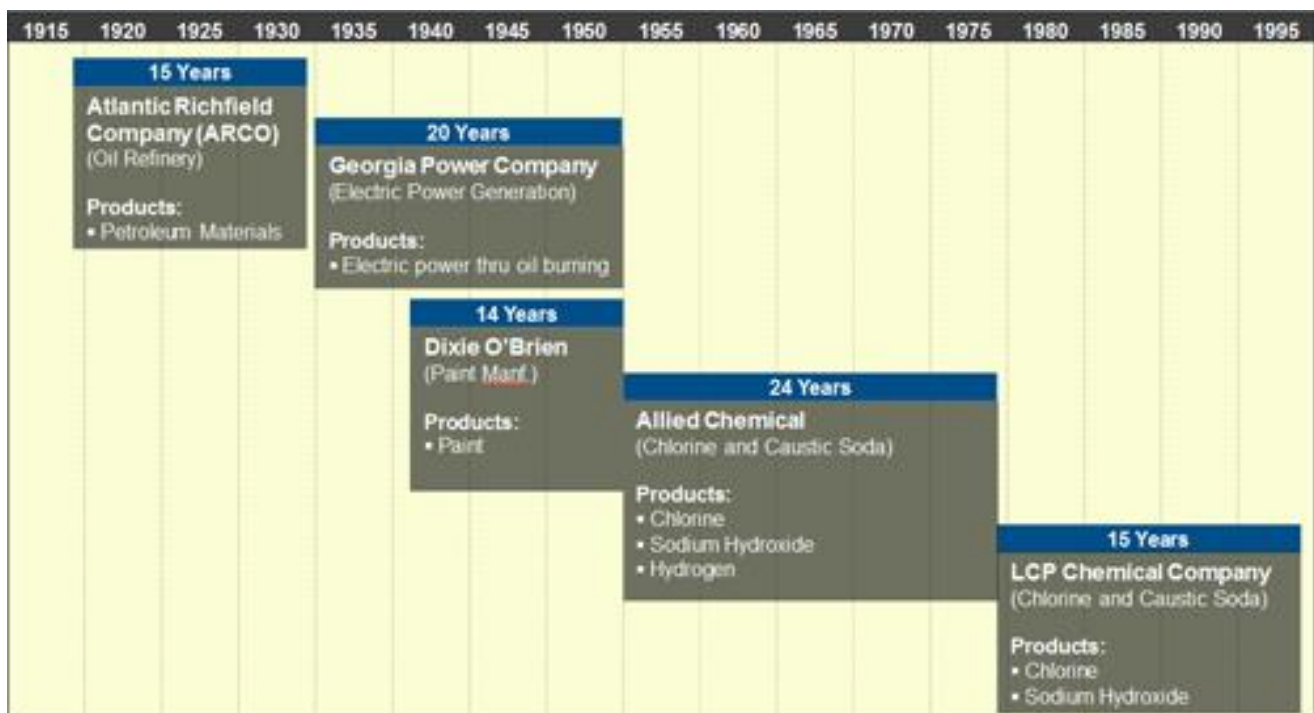 1915 1920 1925 1930 1935 1940 1945 1950 1955 1960 1965 1970 1975 1980 1985 1990 1995
15 Years
Atlantic Richfield
Company (ARCO)
(Oil Refinery)
Products:
▪ Petroleum Materials
20 Years
Georgia Power Company
(Electric Power Generation)
Products:
▪ Electric power thru oil burning
14 Years
Dixie O'Brien
(Paint Manf.)
Products:
▪ Paint
24 Years
Allied Chemical
(Chlorine and Caustic Soda)
Products:
▪ Chlorine
▪ Sodium Hydroxide
▪ Hydrogen
15 Years
LCP Chemical Company
(Chlorine and Caustic Soda)
Products:
▪ Chlorine
▪ Sodium Hydroxide